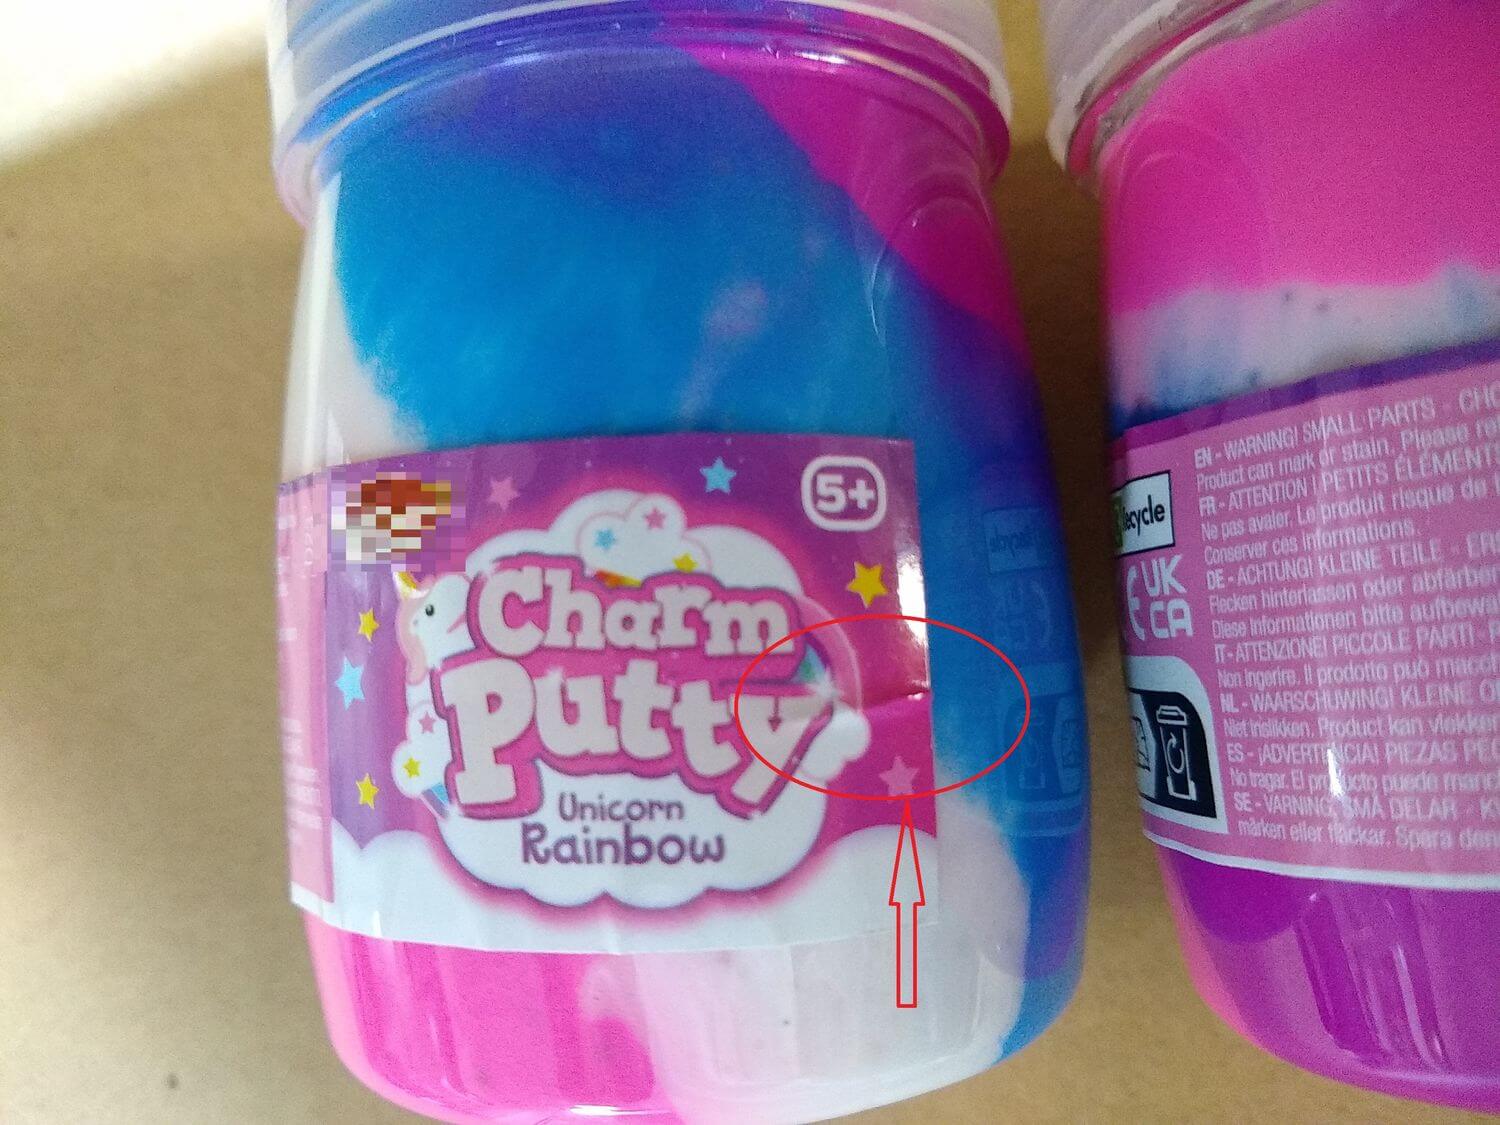 5+
Charm
Putty
Unicorn
Rainbow
Recycle
UK
CA
EN - WARNING! SMALL PARTS - CHO
Product can mark or stain. Please ret
FR - ATTENTION ! PETITS ÉLÉMENTS
Ne pas avaler. Le produit risque de
Conserver ces informations.
DE - ACHTUNG! KLEINE TEILE - ER
Flecken hinterlassen oder abfärben
Diese Informationen bitte aufbewa
IT - ATTENZIONE! PICCOLE PARTI -
Non ingerire. Il prodotto può macch
NL - WAARSCHUWING! KLEINE O
Niet inslikken. Product kan vlekken
ES - ¡ADVERTENCIA! PIEZAS PE
No tragar. El producto puede manc
SE - VARNING! SMÅ DELAR - K
märken eller fläckar. Spara den